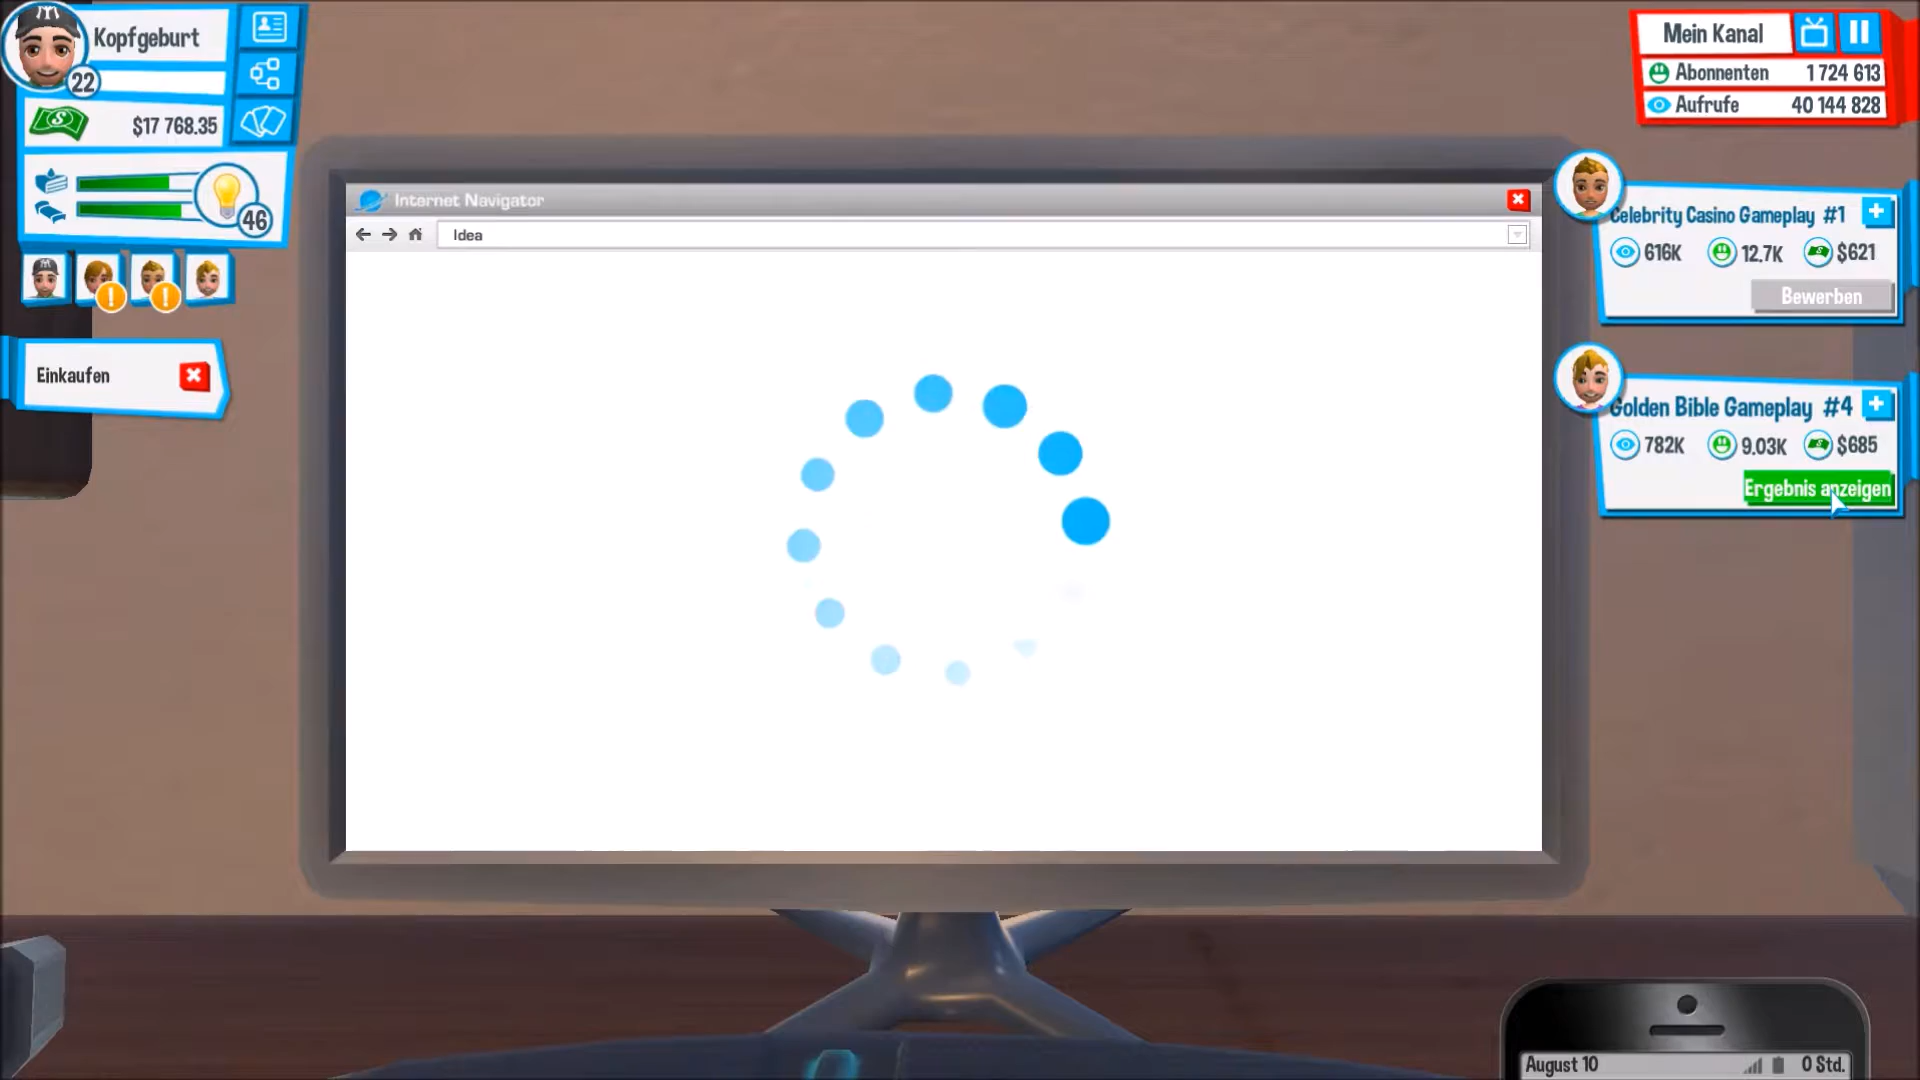 Kopfgeburt
22
$17 768.35
46
!
!
Einkaufen
Internet Navigator
Idea
Mein Kanal
Abonnenten 1 724 613
Aufrufe 40 144 828
Celebrity Casino Gameplay #1
616K 12.7K $621
Bewerben
Golden Bible Gameplay #4
782K 9.03K $685
Ergebnis anzeigen
August 10 0 Std.